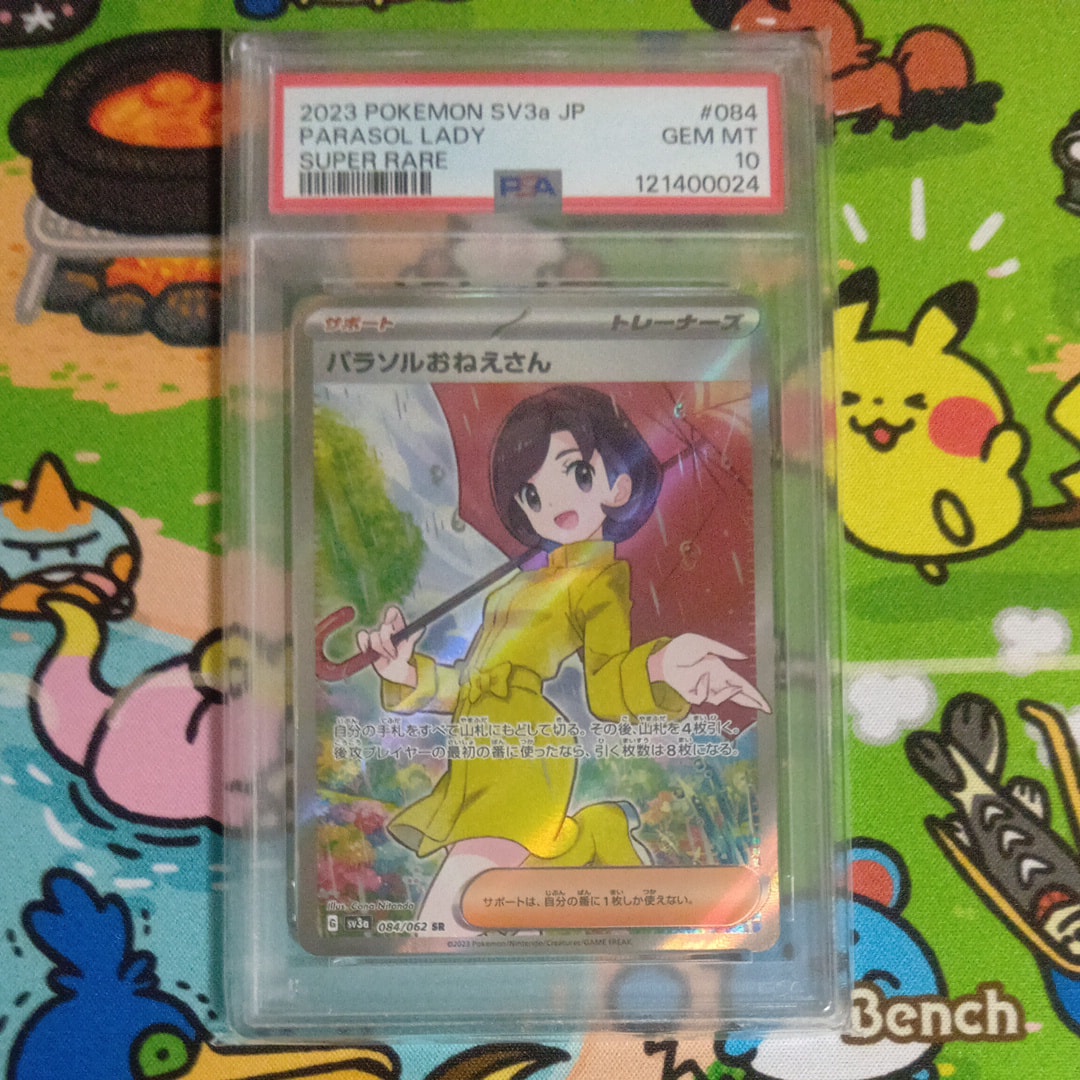 2023 POKEMON SV3a JP #084
PARASOL LADY GEM MT
SUPER RARE 10
PSA 121400024
サポート トレーナーズ
パラソルおねえさん
自分の手札をすべて山札にもどして切る。その後、山札を4枚引く。
後攻プレイヤーの最初の番に使ったなら、引く枚数は8枚になる。
サポートは、自分の番に1枚しか使えない。
illus. Cona Nitanda
G SV3a 084/062 SR
©2023 Pokémon/Nintendo/Creatures/GAME FREAK.
Bench